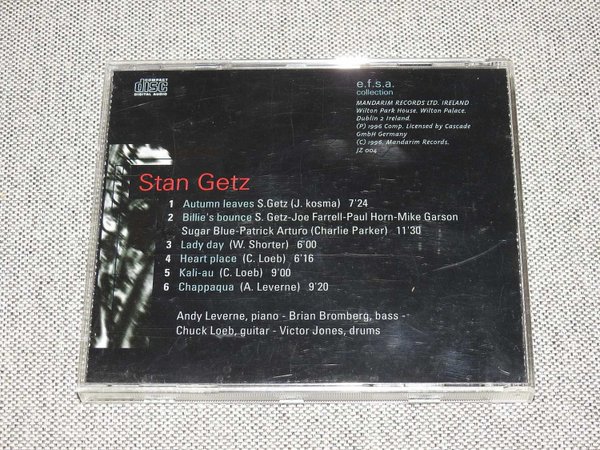 COMPACT
disc
DIGITAL AUDIO
e.f.s.a.
collection
MANDARIM RECORDS LTD. IRELAND
Wilton Park House. Wilton Palace.
Dublin 2 Ireland.
(P) 1996 Comp. Licensed by Cascade
GmbH Germany
(C) 1996. Mandarim Records.
JZ 004
Stan Getz
1 Autumn leaves S.Getz (J. kosma) 7'24
2 Billie's bounce S. Getz-Joe Farrell-Paul Horn-Mike Garson
Sugar Blue-Patrick Arturo (Charlie Parker) 11'30
3 Lady day (W. Shorter) 6'00
4 Heart place (C. Loeb) 6'16
5 Kali-au (C. Loeb) 9'00
6 Chappaqua (A. Leverne) 9'20
Andy Leverne, piano - Brian Bromberg, bass -
Chuck Loeb, guitar - Victor Jones, drums